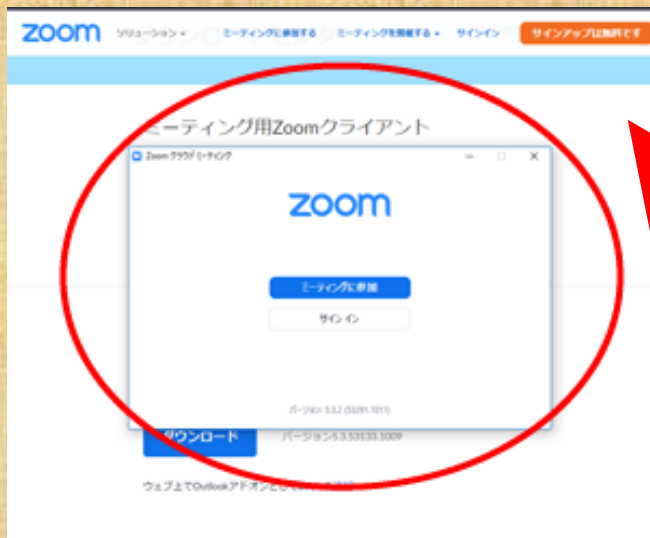 zoom ソリューション ミーティングに参加する ミーティングを開催する サインイン サインアップは無料です
ミーティング用Zoomクライアント
Zoom クラウド ミーティング
zoom
ミーティングに参加
サイン イン
バージョン: 5.3.2 (53291.1011)
ダウンロード バージョン5.3.53133.1009
ウェブ上でOutlookアドオンとして